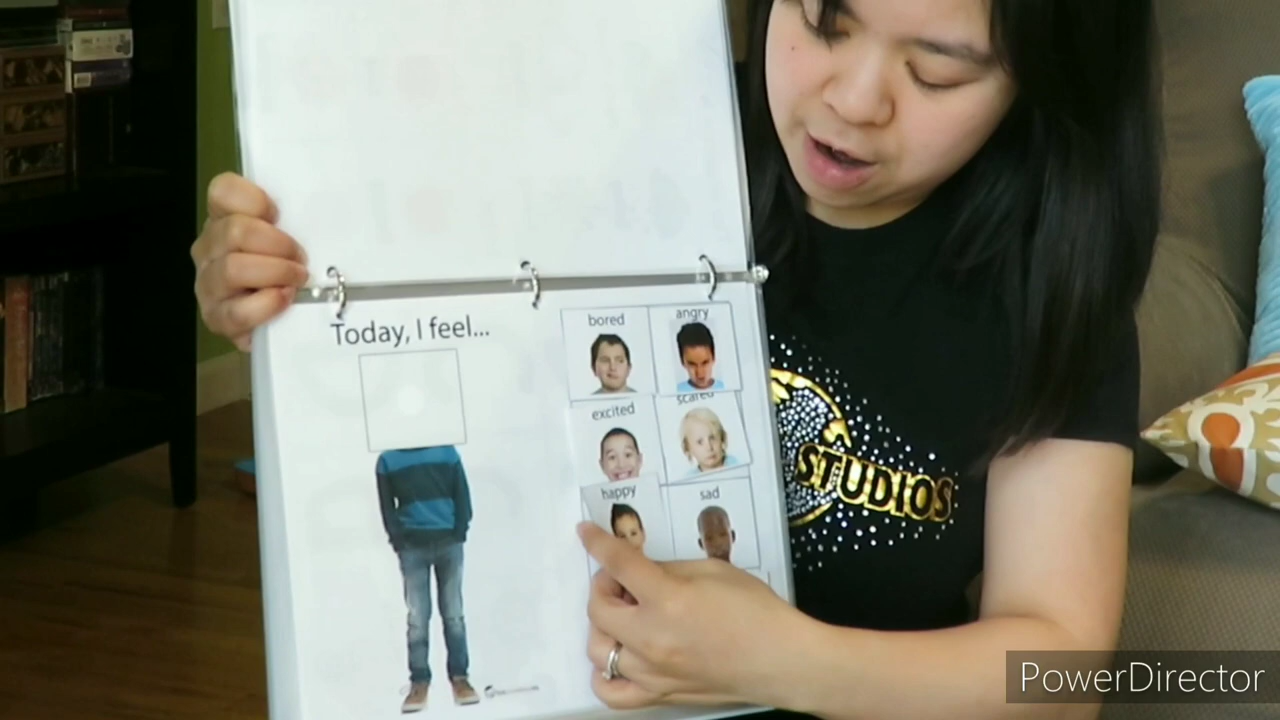 Today, I feel...
bored
angry
excited
scared
happy
sad
STUDIOS
PowerDirector